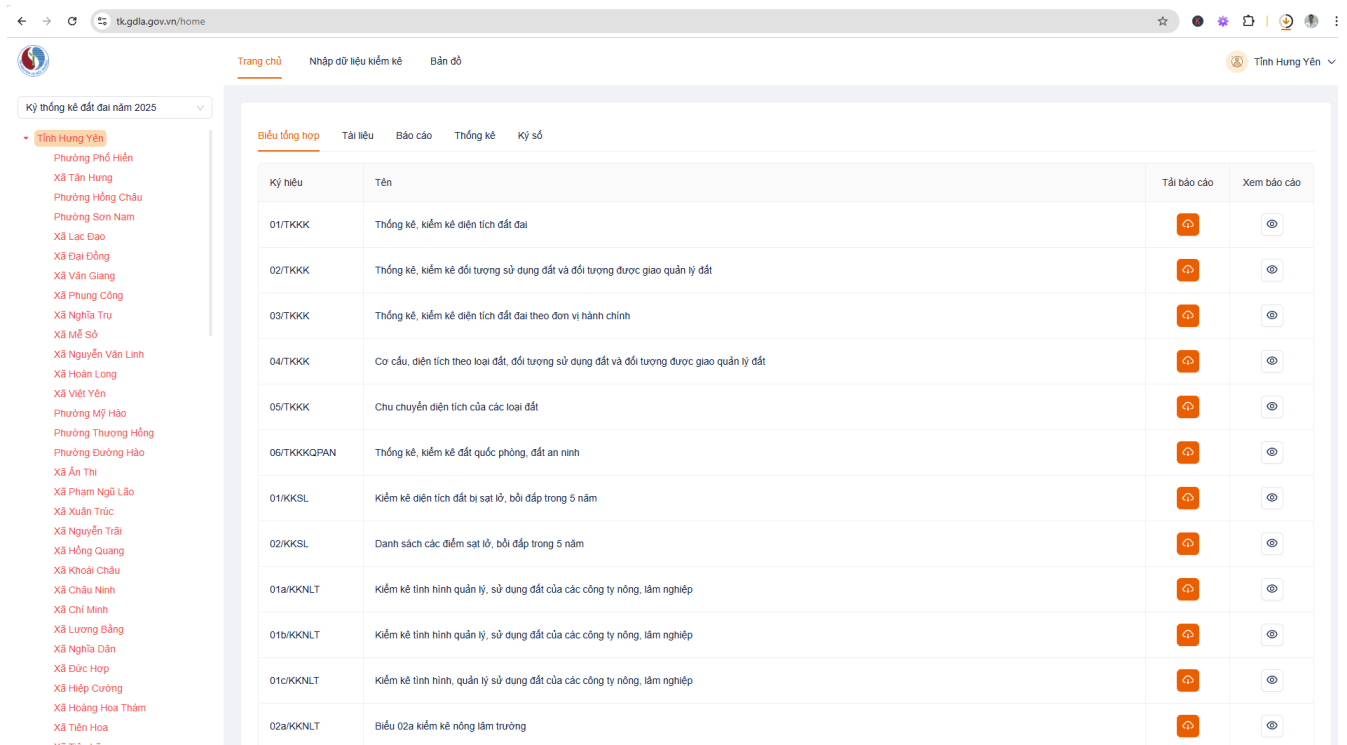 tk.gdla.gov.vn/home
Trang chủ Nhập dữ liệu kiểm kê Bản đồ Tỉnh Hưng Yên
Kỳ thống kê đất đai năm 2025
Tỉnh Hưng Yên
Phường Phố Hiến
Xã Tân Hưng
Phường Hồng Châu
Phường Sơn Nam
Xã Lạc Đạo
Xã Đại Đồng
Xã Văn Giang
Xã Phụng Công
Xã Nghĩa Trụ
Xã Mễ Sở
Xã Nguyễn Văn Linh
Xã Hoàn Long
Xã Việt Yên
Phường Mỹ Hào
Phường Thượng Hồng
Phường Đường Hào
Xã Ân Thi
Xã Phạm Ngũ Lão
Xã Xuân Trúc
Xã Nguyễn Trãi
Xã Hồng Quang
Xã Khoái Châu
Xã Châu Ninh
Xã Chí Minh
Xã Lương Bằng
Xã Nghĩa Dân
Xã Đức Hợp
Xã Hiệp Cường
Xã Hoàng Hoa Thám
Xã Tiên Hoa
Biểu tổng hợp Tài liệu Báo cáo Thống kê Ký số
Ký hiệu Tên Tải báo cáo Xem báo cáo
01/TKKK Thống kê, kiểm kê diện tích đất đai
02/TKKK Thống kê, kiểm kê đối tượng sử dụng đất và đối tượng được giao quản lý đất
03/TKKK Thống kê, kiểm kê diện tích đất đai theo đơn vị hành chính
04/TKKK Cơ cấu, diện tích theo loại đất, đối tượng sử dụng đất và đối tượng được giao quản lý đất
05/TKKK Chu chuyển diện tích của các loại đất
06/TKKKQPAN Thống kê, kiểm kê đất quốc phòng, đất an ninh
01/KKSL Kiểm kê diện tích đất bị sạt lở, bồi đắp trong 5 năm
02/KKSL Danh sách các điểm sạt lở, bồi đắp trong 5 năm
01a/KKNLT Kiểm kê tình hình quản lý, sử dụng đất của các công ty nông, lâm nghiệp
01b/KKNLT Kiểm kê tình hình quản lý, sử dụng đất của các công ty nông, lâm nghiệp
01c/KKNLT Kiểm kê tình hình, quản lý sử dụng đất của các công ty nông, lâm nghiệp
02a/KKNLT Biểu 02a kiểm kê nông lâm trường